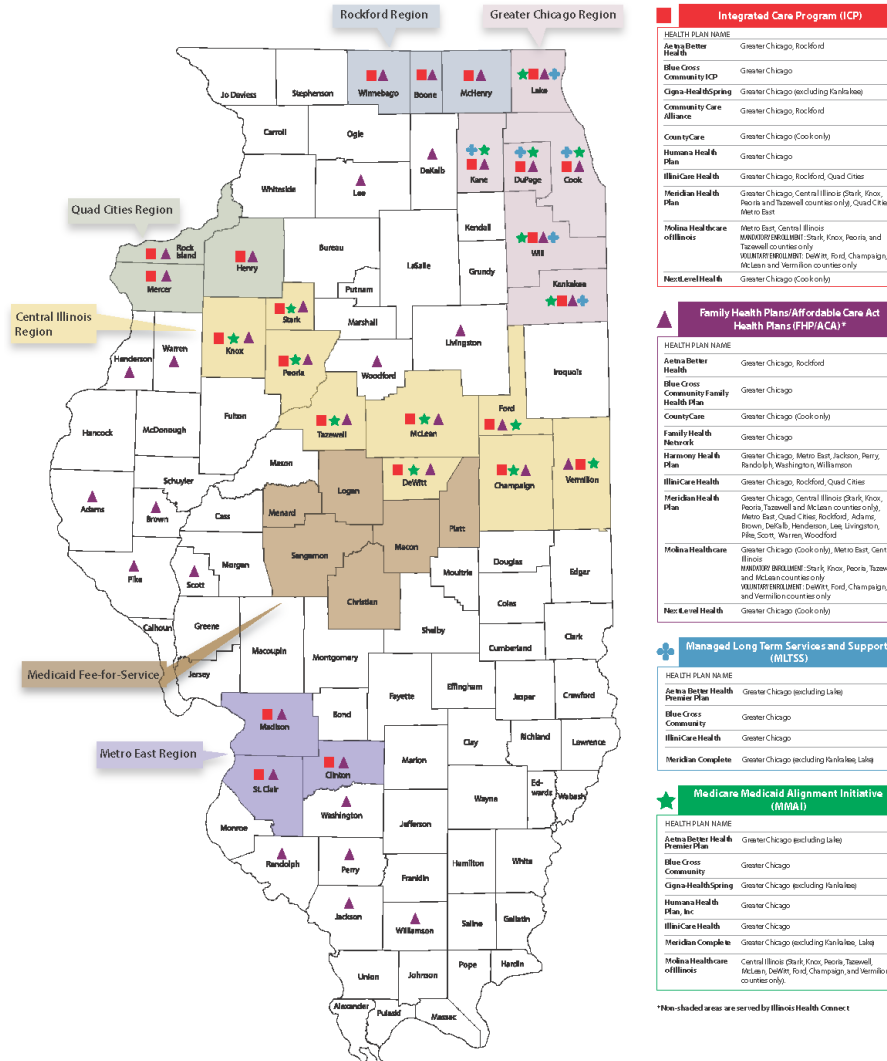 Rockford Region
Greater Chicago Region
Jo Daviess
Stephenson
Winnebago
Boone
McHenry
Lake
Carroll
Ogle
DeKalb
Kane
DuPage
Cook
Whiteside
Lee
Quad Cities Region
Rock
Island
Henry
Bureau
Kendall
Will
Mercer
LaSalle
Grundy
Putnam
Kankakee
Central Illinois
Region
Stark
Marshall
Knox
Livingston
Warren
Henderson
Peoria
Woodford
Iroquois
Fulton
Ford
Hancock
McDonough
Tazewell
McLean
Mason
Schuyler
DeWitt
Champaign
Vermilion
Logan
Adams
Brown
Cass
Menard
Piatt
Macon
Sangamon
Morgan
Douglas
Pike
Scott
Moultrie
Edgar
Christian
Coles
Greene
Calhoun
Shelby
Clark
Macoupin
Montgomery
Cumberland
Medicaid Fee-for-Service
Jersey
Effingham
Fayette
Jasper
Crawford
Bond
Madison
Richland
Clay
Lawrence
Metro East Region
Marion
Clinton
St. Clair
Ed-
wards
Wabash
Wayne
Washington
Monroe
Jefferson
Randolph
Perry
Hamilton
White
Franklin
Jackson
Williamson
Saline
Gallatin
Union
Johnson
Pope
Hardin
Alexander
Pulaski
Massac
Integrated Care Program (ICP)
HEALTH PLAN NAME
Aetna Better
Health
Greater Chicago, Rockford
Blue Cross
Community ICP
Greater Chicago
Cigna-HealthSpring
Greater Chicago (excluding Kankakee)
Community Care
Alliance
Greater Chicago, Rockford
CountyCare
Greater Chicago (Cook only)
Humana Health
Plan
Greater Chicago
IlliniCare Health
Greater Chicago, Rockford, Quad Cities
Meridian Health
Plan
Greater Chicago, Central Illinois (Stark, Knox,
Peoria and Tazewell counties only), Quad Citie
Metro East
Molina Healthcare
of Illinois
Metro East, Central Illinois
MANDATORY ENROLLMENT: Stark, Knox, Peoria, and
Tazewell counties only
VOLUNTARY ENROLLMENT: DeWitt, Ford, Champaign,
McLean and Vermilion counties only
NextLevel Health
Greater Chicago (Cook only)
Family Health Plans/Affordable Care Act
Health Plans (FHP/ACA) *
HEALTH PLAN NAME
Aetna Better
Health
Greater Chicago, Rockford
Blue Cross
Community Family
Health Plan
Greater Chicago
CountyCare
Greater Chicago (Cook only)
Family Health
Network
Greater Chicago
Harmony Health
Plan
Greater Chicago, Metro East, Jackson, Perry,
Randolph, Washington, Williamson
IlliniCare Health
Greater Chicago, Rockford, Quad Cities
Meridian Health
Plan
Greater Chicago, Central Illinois (Stark, Knox,
Peoria, Tazewell and McLean counties only),
Metro East, Quad Cities, Rockford, Adams,
Brown, DeKalb, Henderson, Lee, Livingston,
Pike, Scott, Warren, Woodford
Molina Healthcare
Greater Chicago (Cook only), Metro East, Cent
Illinois
MANDATORY ENROLLMENT: Stark, Knox, Peoria, Tazew
and McLean counties only
VOLUNTARY ENROLLMENT: DeWitt, Ford, Champaign,
and Vermilion counties only
NextLevel Health
Greater Chicago (Cook only)
Managed Long Term Services and Support
(MLTSS)
HEALTH PLAN NAME
Aetna Better Health
Premier Plan
Greater Chicago (excluding Lake)
Blue Cross
Community
Greater Chicago
IlliniCare Health
Greater Chicago
Meridian Complete
Greater Chicago (excluding Kankakee, Lake)
Medicare Medicaid Alignment Initiative
(MMAI)
HEALTH PLAN NAME
Aetna Better Health
Premier Plan
Greater Chicago (excluding Lake)
Blue Cross
Community
Greater Chicago
Cigna-HealthSpring
Greater Chicago (excluding Kankakee)
Humana Health
Plan, Inc
Greater Chicago
IlliniCare Health
Greater Chicago
Meridian Complete
Greater Chicago (excluding Kankakee, Lake)
Molina Healthcare
of Illinois
Central Illinois (Stark, Knox, Peoria, Tazewell,
McLean, DeWitt, Ford, Champaign, and Vermilion
counties only).
*Non-shaded areas are served by Illinois Health Connect